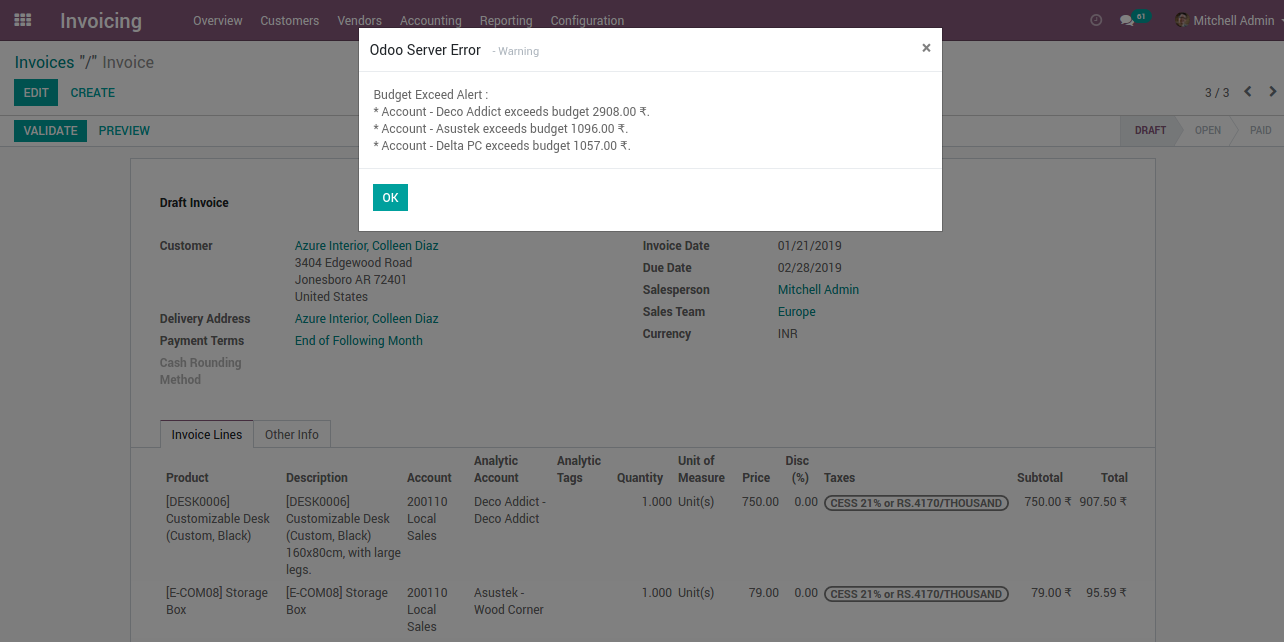 Invoicing
Overview Customers Vendors Accounting Reporting Configuration
61 Mitchell Admin
Odoo Server Error - Warning ×
Budget Exceed Alert :
* Account - Deco Addict exceeds budget 2908.00 ₹.
* Account - Asustek exceeds budget 1096.00 ₹.
* Account - Delta PC exceeds budget 1057.00 ₹.
OK
Invoices "/" Invoice
EDIT CREATE
3 / 3
VALIDATE PREVIEW
DRAFT OPEN PAID
Draft Invoice
Customer Azure Interior, Colleen Diaz
3404 Edgewood Road
Jonesboro AR 72401
United States
Delivery Address Azure Interior, Colleen Diaz
Payment Terms End of Following Month
Cash Rounding
Method
Invoice Date 01/21/2019
Due Date 02/28/2019
Salesperson Mitchell Admin
Sales Team Europe
Currency INR
Invoice Lines Other Info
Analytic Analytic Unit of Disc
Product Description Account Account Tags Quantity Measure Price (%) Taxes Subtotal Total
[DESK0006] [DESK0006] 200110 Deco Addict - 1.000 Unit(s) 750.00 0.00 CESS 21% or RS.4170/THOUSAND 750.00 ₹ 907.50 ₹
Customizable Desk Customizable Desk Local Deco Addict
(Custom, Black) (Custom, Black) Sales
160x80cm, with large
legs.
[E-COM08] Storage [E-COM08] Storage 200110 Asustek - 1.000 Unit(s) 79.00 0.00 CESS 21% or RS.4170/THOUSAND 79.00 ₹ 95.59 ₹
Box Box Local Wood Corner
Sales